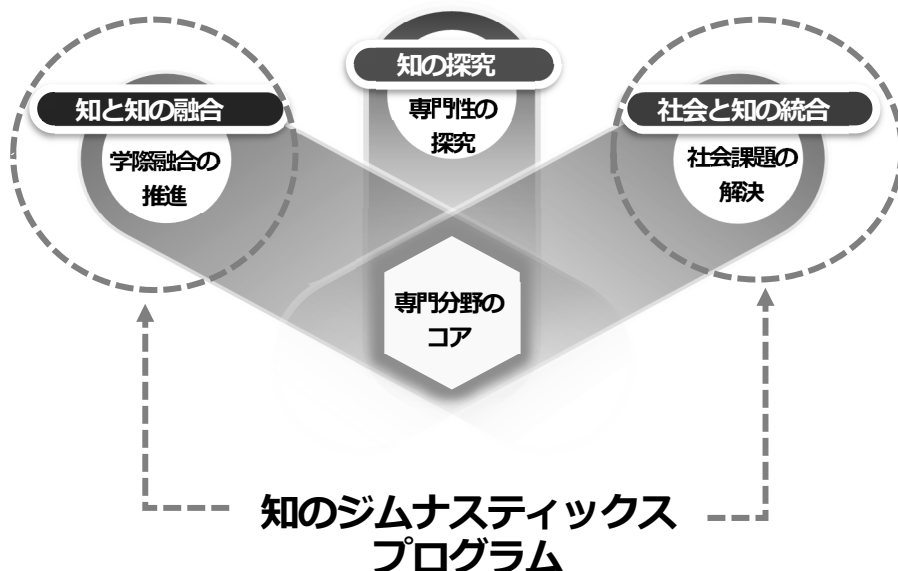 知の探究
専門性の
探究
知と知の融合
学際融合の
推進
社会と知の統合
社会課題の
解決
専門分野の
コア
知のジムナスティックス
プログラム